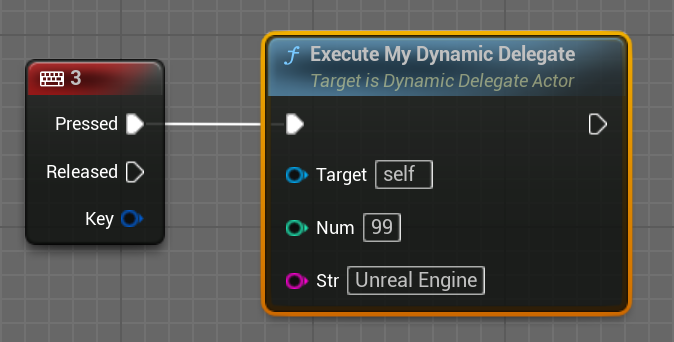 3
Pressed
Released
Key
f Execute My Dynamic Delegate
Target is Dynamic Delegate Actor
Target self
Num 99
Str Unreal Engine